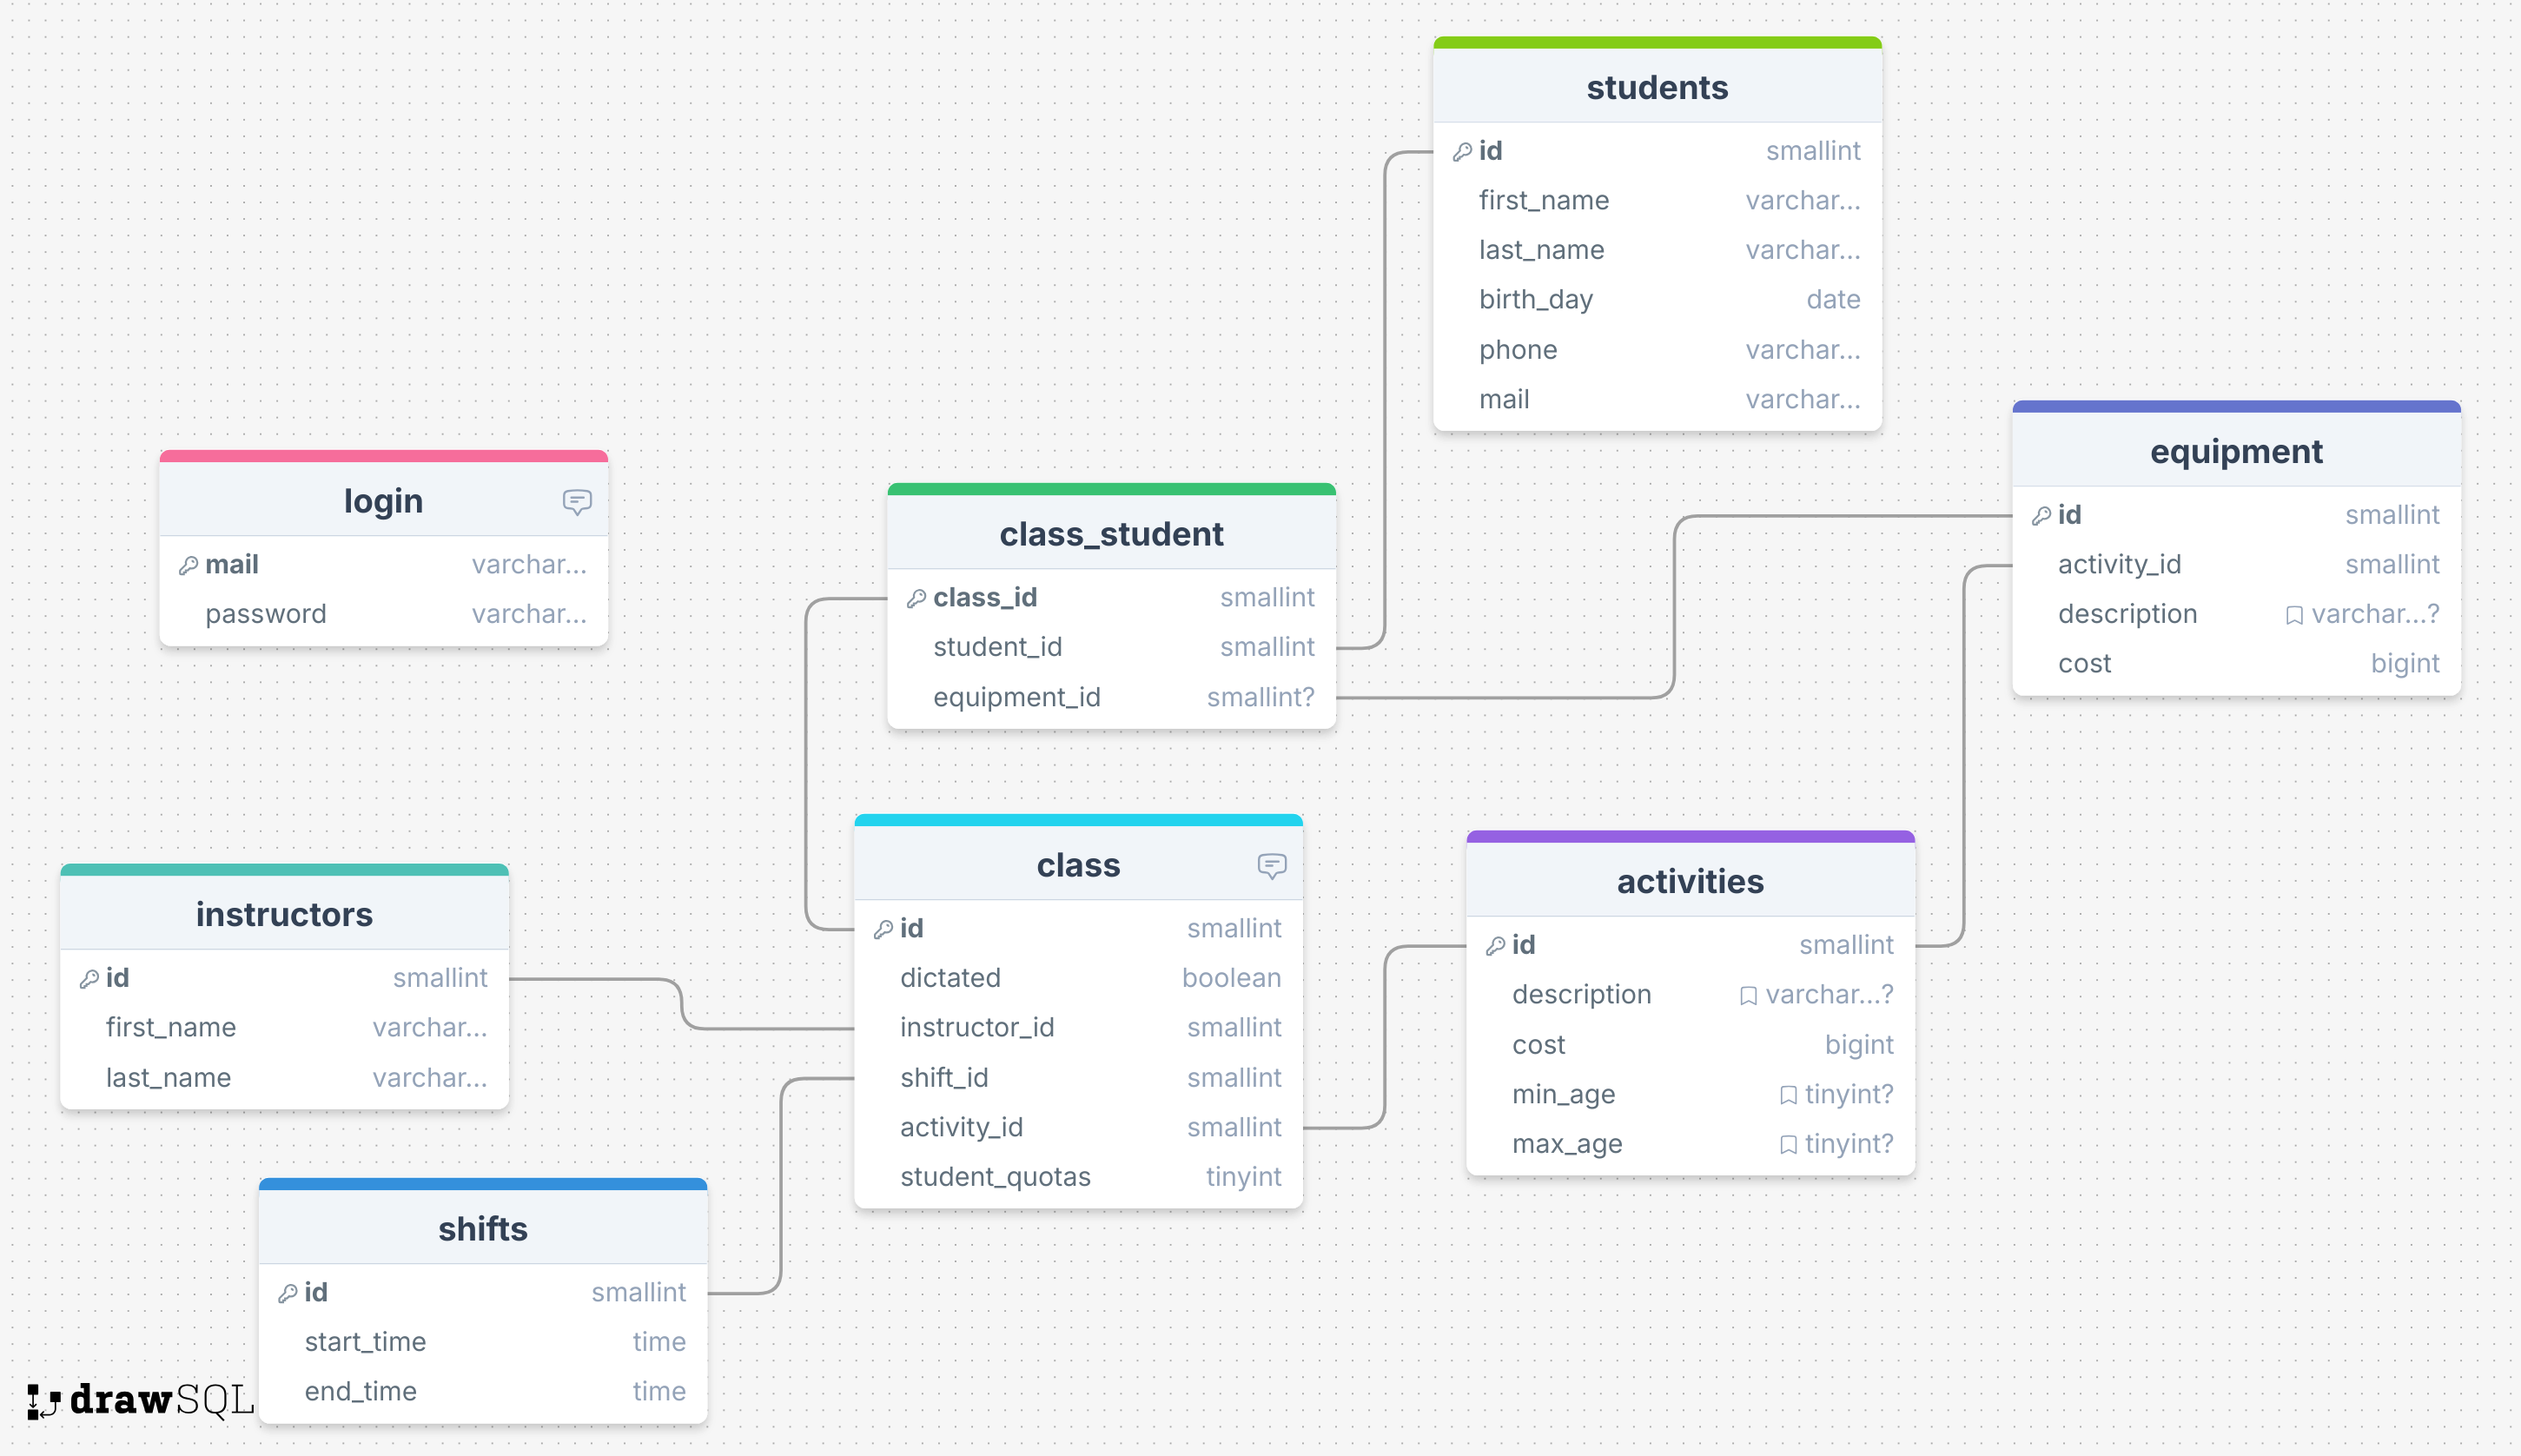 students
id smallint
first_name varchar...
last_name varchar...
birth_day date
phone varchar...
mail varchar...
equipment
id smallint
activity_id smallint
description varchar...?
cost bigint
login
mail varchar...
password varchar...
class_student
class_id smallint
student_id smallint
equipment_id smallint?
class
id smallint
dictated boolean
instructor_id smallint
shift_id smallint
activity_id smallint
student_quotas tinyint
activities
id smallint
description varchar...?
cost bigint
min_age tinyint?
max_age tinyint?
instructors
id smallint
first_name varchar...
last_name varchar...
shifts
id smallint
start_time time
end_time time
drawSQL